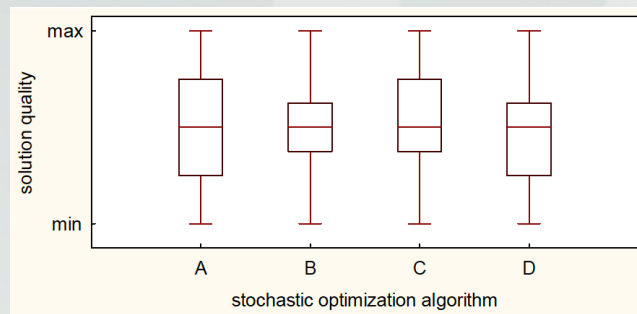 max
solution quality
min
A B C D
stochastic optimization algorithm